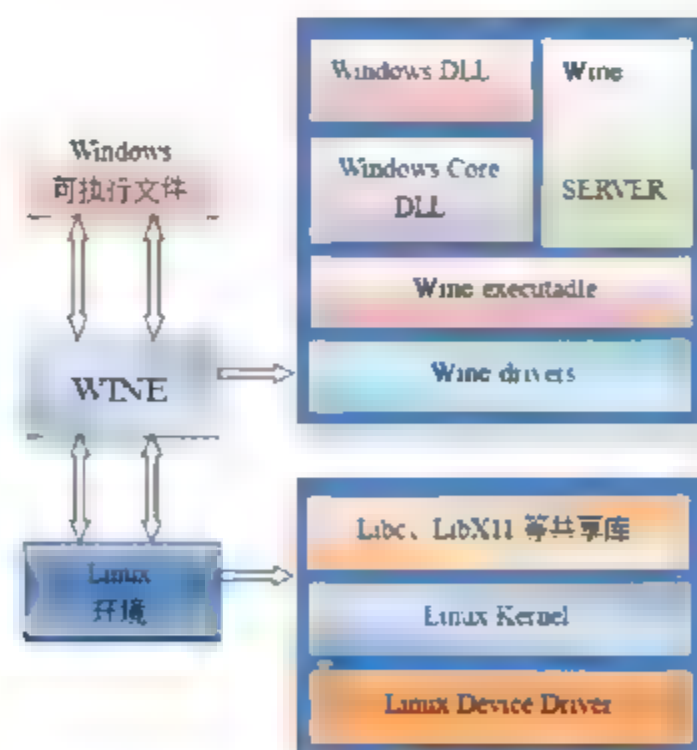 Windows
可执行文件
WINE
Linux
环境
Windows DLL
Wine
SERVER
Windows Core
DLL
Wine executadle
Wine drivers
Libc、LibX11 等共享库
Linux Kernel
Linux Device Driver